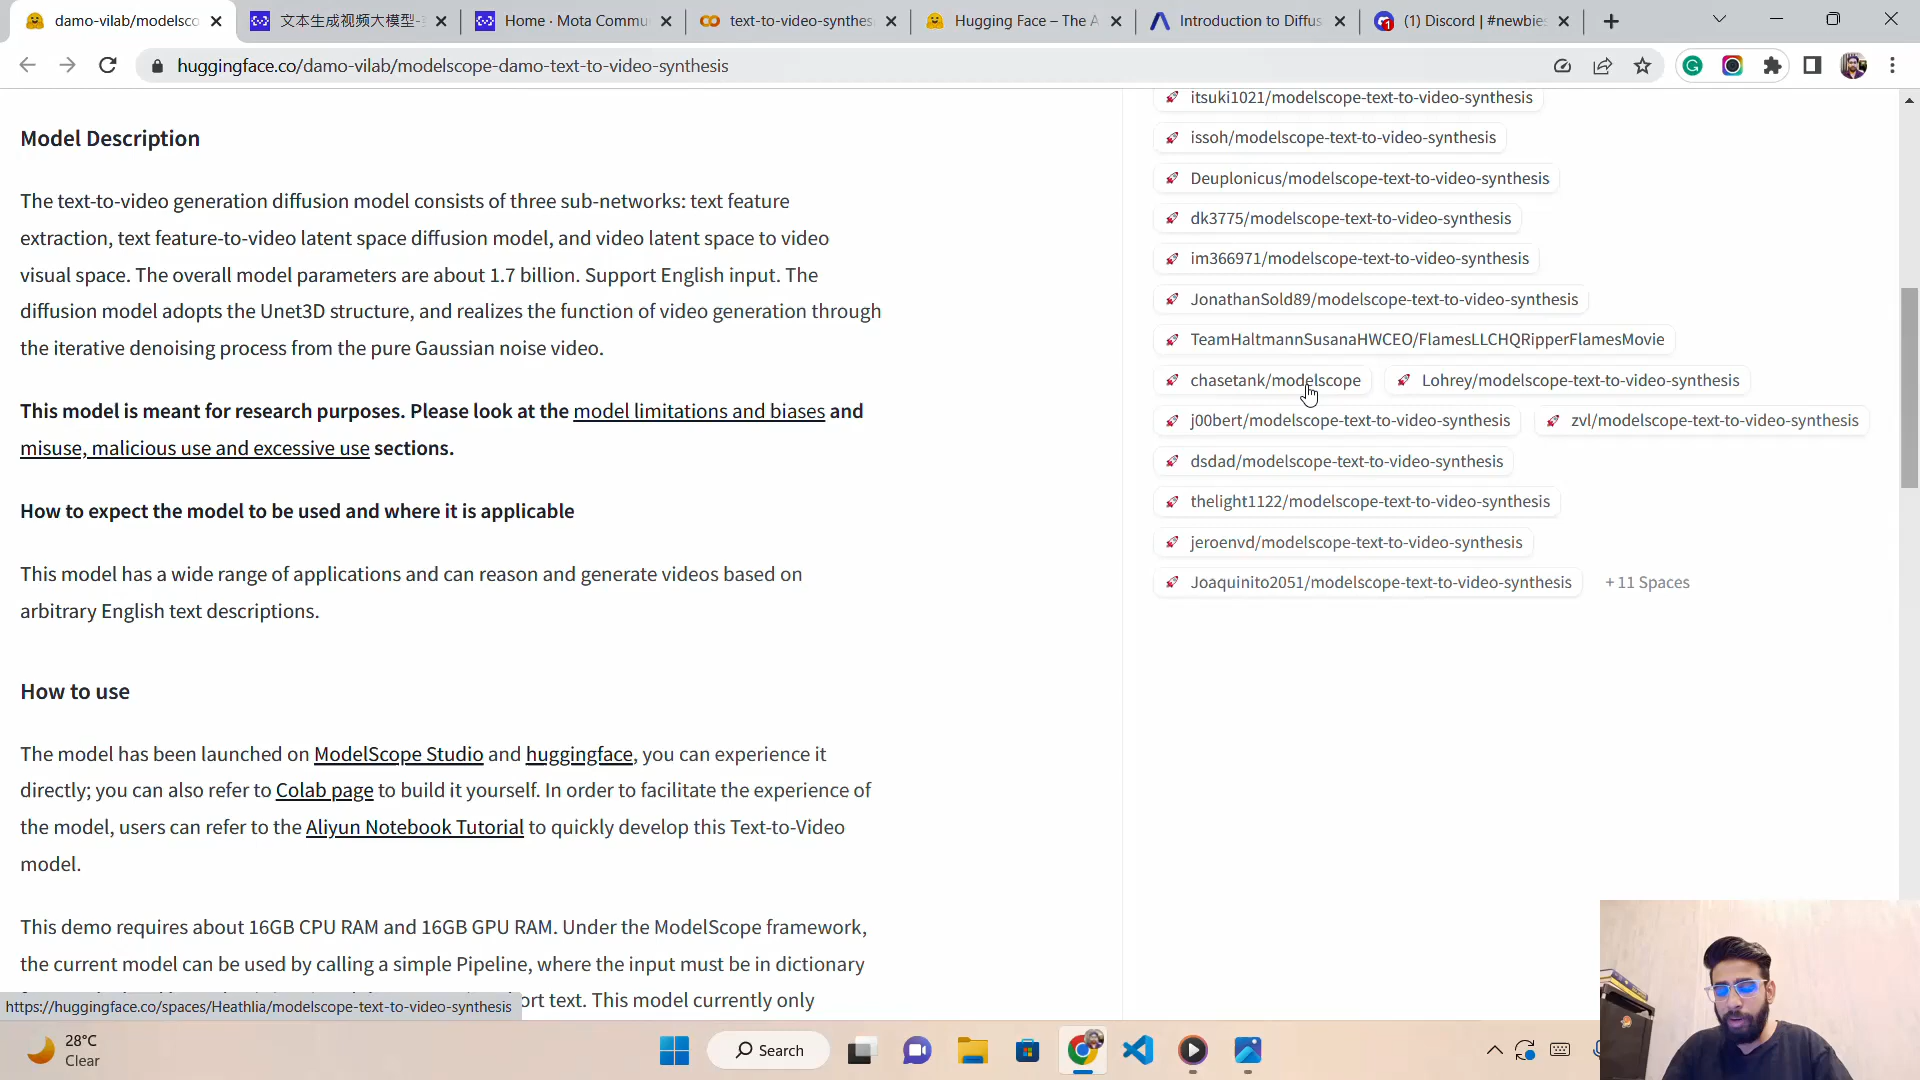 damo-vilab/modelsco
文本生成视频大模型-
Home · Mota Commu
text-to-video-synthes
Hugging Face – The A
Introduction to Diffus
(1) Discord | #newbie
huggingface.co/damo-vilab/modelscope-damo-text-to-video-synthesis
Model Description
The text-to-video generation diffusion model consists of three sub-networks: text feature
extraction, text feature-to-video latent space diffusion model, and video latent space to video
visual space. The overall model parameters are about 1.7 billion. Support English input. The
diffusion model adopts the Unet3D structure, and realizes the function of video generation through
the iterative denoising process from the pure Gaussian noise video.
This model is meant for research purposes. Please look at the model limitations and biases and
misuse, malicious use and excessive use sections.
How to expect the model to be used and where it is applicable
This model has a wide range of applications and can reason and generate videos based on
arbitrary English text descriptions.
How to use
The model has been launched on ModelScope Studio and huggingface, you can experience it
directly; you can also refer to Colab page to build it yourself. In order to facilitate the experience of
the model, users can refer to the Aliyun Notebook Tutorial to quickly develop this Text-to-Video
model.
This demo requires about 16GB CPU RAM and 16GB GPU RAM. Under the ModelScope framework,
the current model can be used by calling a simple Pipeline, where the input must be in dictionary
ort text. This model currently only
https://huggingface.co/spaces/Heathlia/modelscope-text-to-video-synthesis
itsuki1021/modelscope-text-to-video-synthesis
issoh/modelscope-text-to-video-synthesis
Deuplonicus/modelscope-text-to-video-synthesis
dk3775/modelscope-text-to-video-synthesis
im366971/modelscope-text-to-video-synthesis
JonathanSold89/modelscope-text-to-video-synthesis
TeamHaltmannSusanaHWCEO/FlamesLLCHQRipperFlamesMovie
chasetank/modelscope
Lohrey/modelscope-text-to-video-synthesis
j00bert/modelscope-text-to-video-synthesis
zvl/modelscope-text-to-video-synthesis
dsdad/modelscope-text-to-video-synthesis
thelight1122/modelscope-text-to-video-synthesis
jeroenvd/modelscope-text-to-video-synthesis
Joaquinito2051/modelscope-text-to-video-synthesis
+ 11 Spaces
28°C
Clear
Search